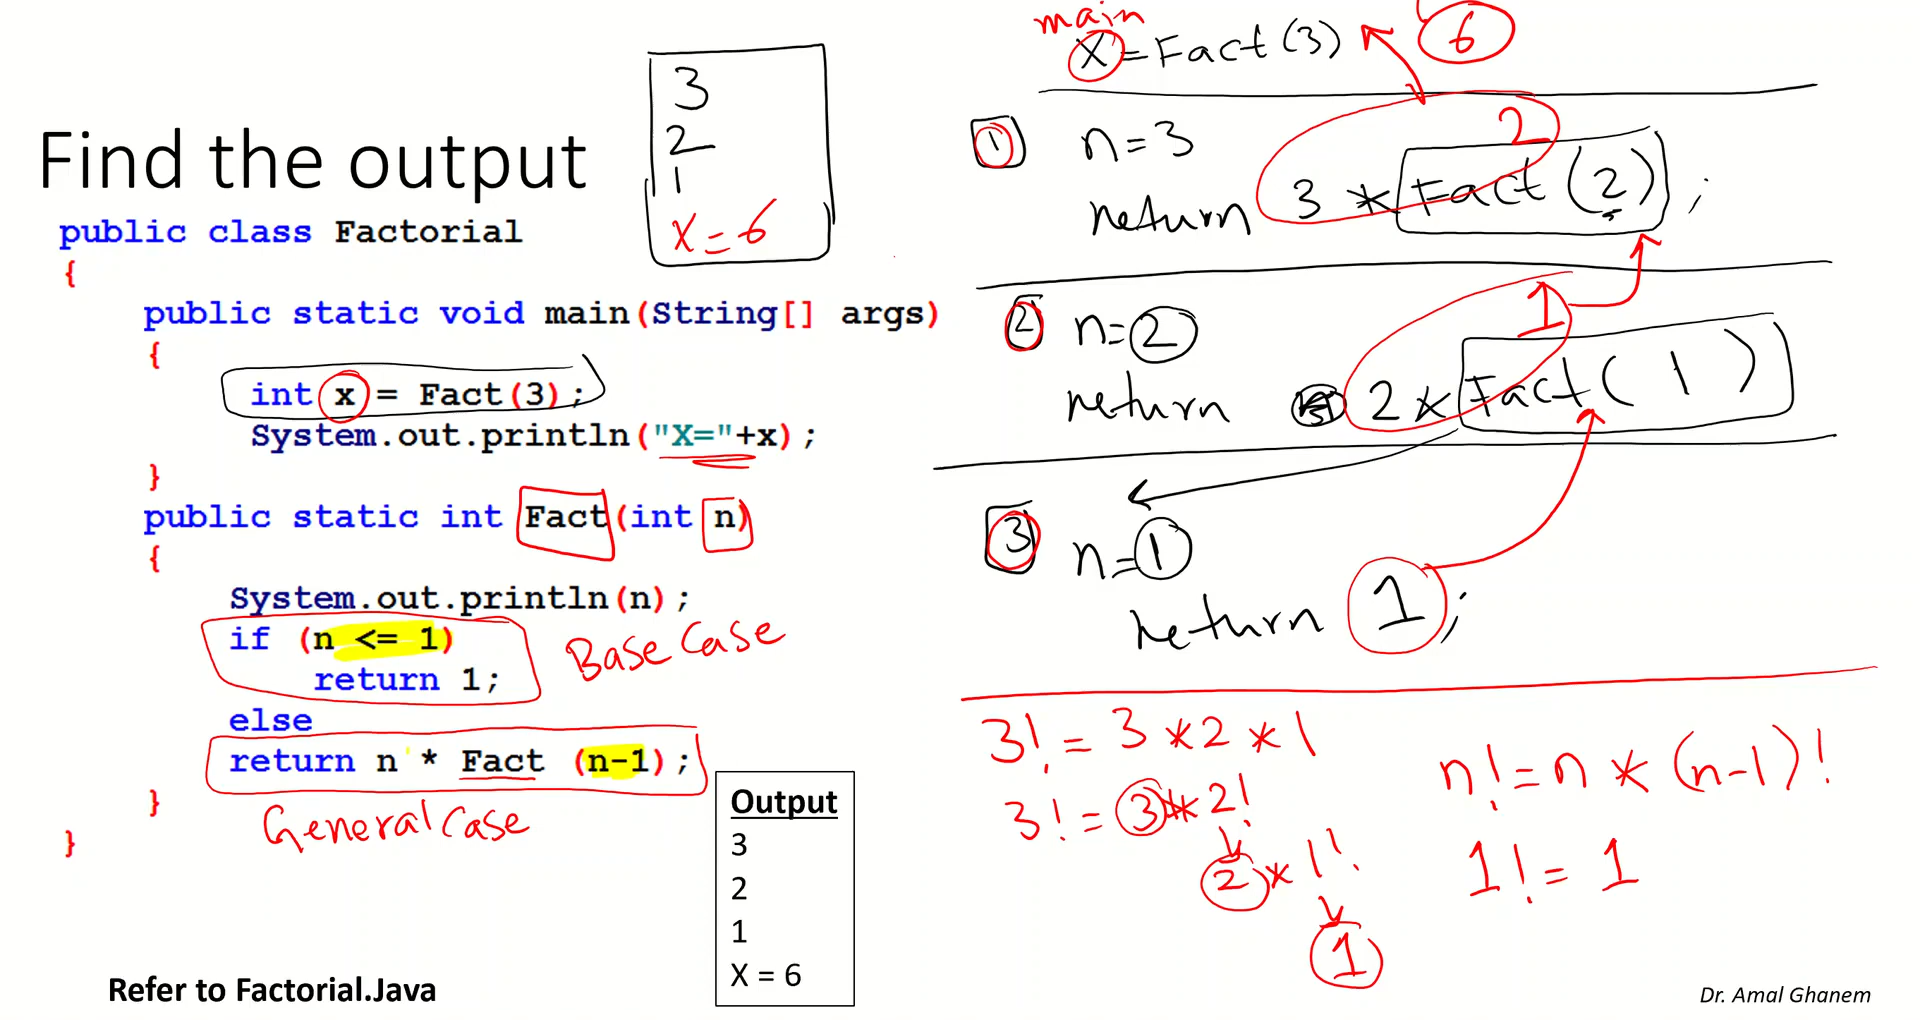 Find the output
public class Factorial
{
public static void main(String[] args)
{
int x = Fact(3);
System.out.println("X="+x);
}
public static int Fact(int n)
{
System.out.println(n);
if (n <= 1)
return 1;
else
return n * Fact (n-1);
}
}
Base Case
General Case
3
2
1
X=6
Output
3
2
1
X = 6
Refer to Factorial.Java
main
X=Fact(3)
6
1
n=3
2
return 3 * Fact(2);
2
n=2
1
return 2 * Fact(1)
3
n=1
return 1;
3! = 3 * 2 * 1
3! = 3 * 2!
2 * 1!
1
n! = n * (n-1)!
1! = 1
Dr. Amal Ghanem